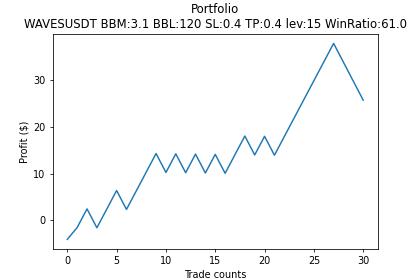 Portfolio
WAVESUSDT BBM:3.1 BBL:120 SL:0.4 TP:0.4 lev:15 WinRatio:61.0
30
20
10
0
Profit ($)
0 5 10 15 20 25 30
Trade counts